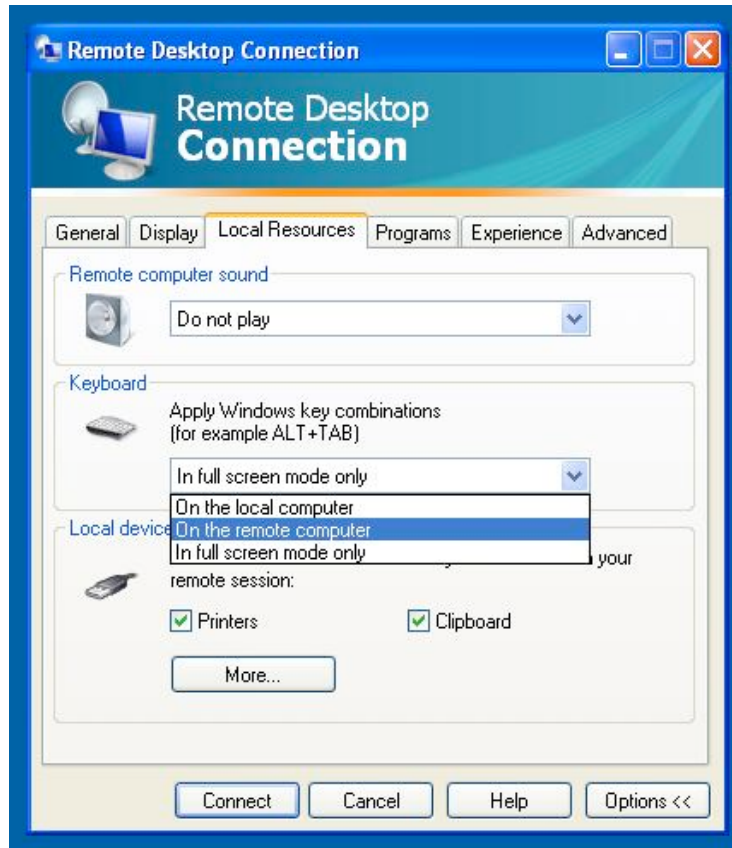 Remote Desktop Connection
Remote Desktop
Connection
General Display Local Resources Programs Experience Advanced
Remote computer sound
Do not play
Keyboard
Apply Windows key combinations
(for example ALT+TAB)
In full screen mode only
On the local computer
Local device On the remote computer
In full screen mode only your
remote session:
Printers Clipboard
More...
Connect Cancel Help Options <<